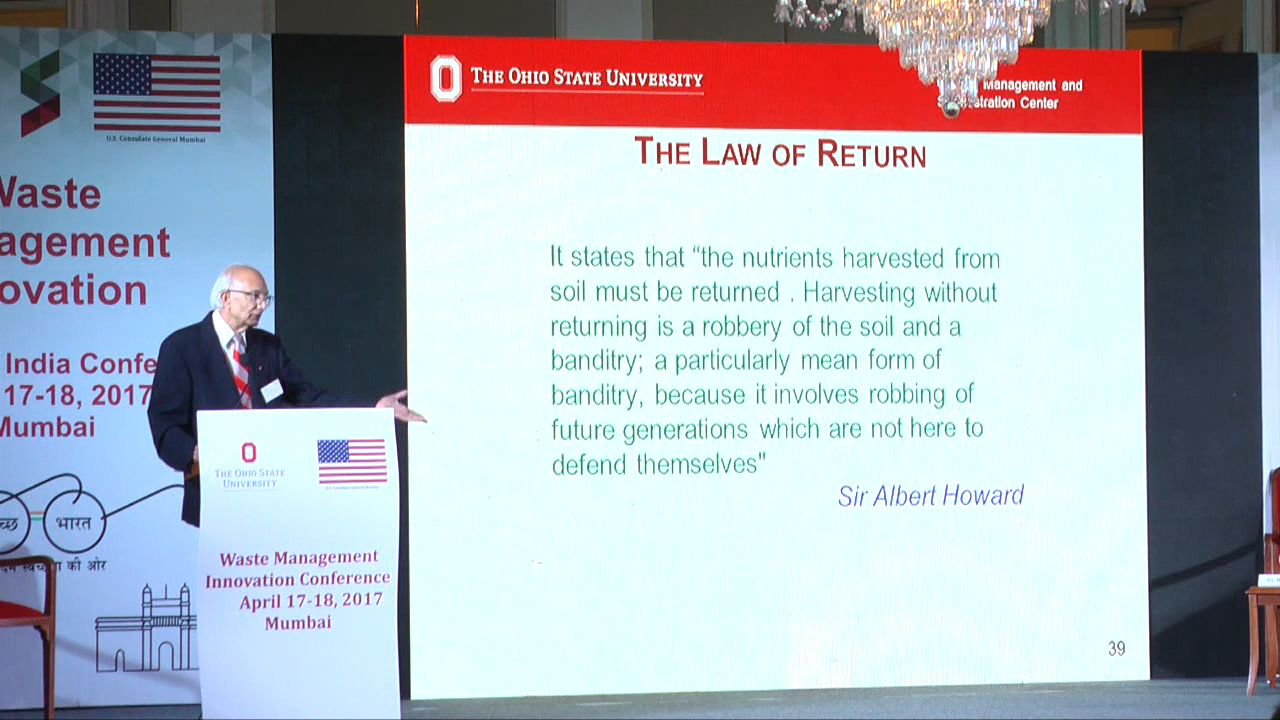 U.S. Consulate General Mumbai
Waste
agement
ovation
India Confe
17-18, 2017
Mumbai
भारत
की ओर
THE OHIO STATE UNIVERSITY
Management and
Center
THE LAW OF RETURN
It states that "the nutrients harvested from
soil must be returned . Harvesting without
returning is a robbery of the soil and a
banditry; a particularly mean form of
banditry, because it involves robbing of
future generations which are not here to
defend themselves"
Sir Albert Howard
39
THE OHIO STATE
UNIVERSITY
Waste Management
Innovation Conference
April 17-18, 2017
Mumbai